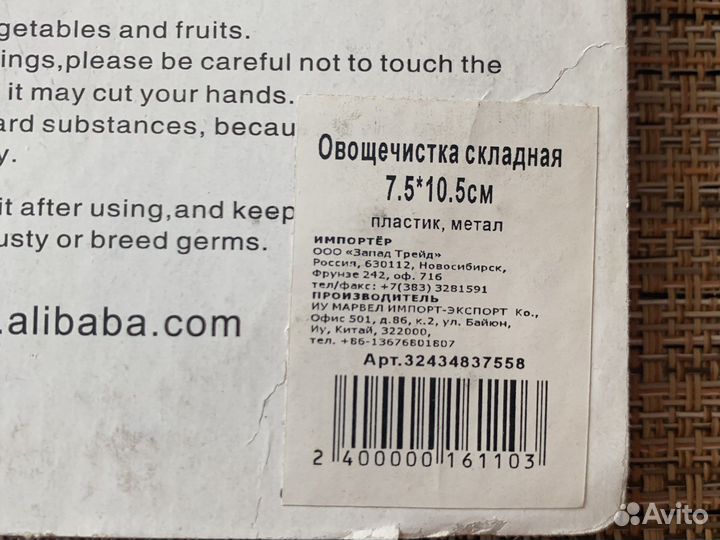 getables and fruits.
ings,please be careful not to touch the
it may cut your hands.
ard substances, becau
y.
it after using,and keep
usty or breed germs.
.alibaba.com
Овощечистка складная
7.5*10.5см
пластик, метал
ИМПОРТЁР
ООО «Запад Трейд»
Россия, 630112, Новосибирск,
Фрунзе 242, оф. 716
тел/факс: +7(383) 3281591
ПРОИЗВОДИТЕЛЬ
ИУ МАРВЕЛ ИМПОРТ-ЭКСПОРТ Ко.,
Офис 501, д.86, к.2, ул. Байюн,
Иу, Китай, 322000,
тел. +86-13676801807
Арт.32434837558
2 400000 161103
Avito